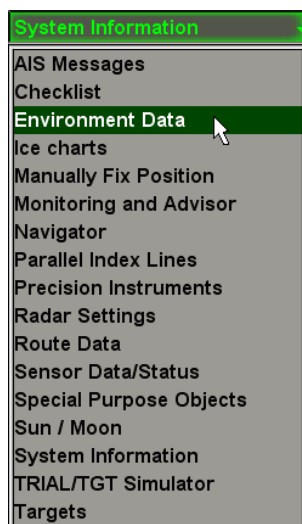 System Information
AIS Messages
Checklist
Environment Data
Ice charts
Manually Fix Position
Monitoring and Advisor
Navigator
Parallel Index Lines
Precision Instruments
Radar Settings
Route Data
Sensor Data/Status
Special Purpose Objects
Sun / Moon
System Information
TRIAL/TGT Simulator
Targets